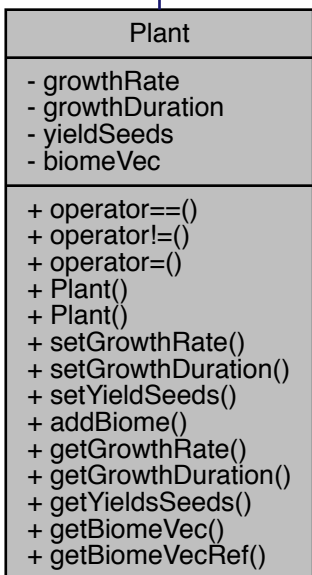 Plant
- growthRate
- growthDuration
- yieldSeeds
- biomeVec
+ operator==()
+ operator!=()
+ operator=()
+ Plant()
+ Plant()
+ setGrowthRate()
+ setGrowthDuration()
+ setYieldSeeds()
+ addBiome()
+ getGrowthRate()
+ getGrowthDuration()
+ getYieldsSeeds()
+ getBiomeVec()
+ getBiomeVecRef()